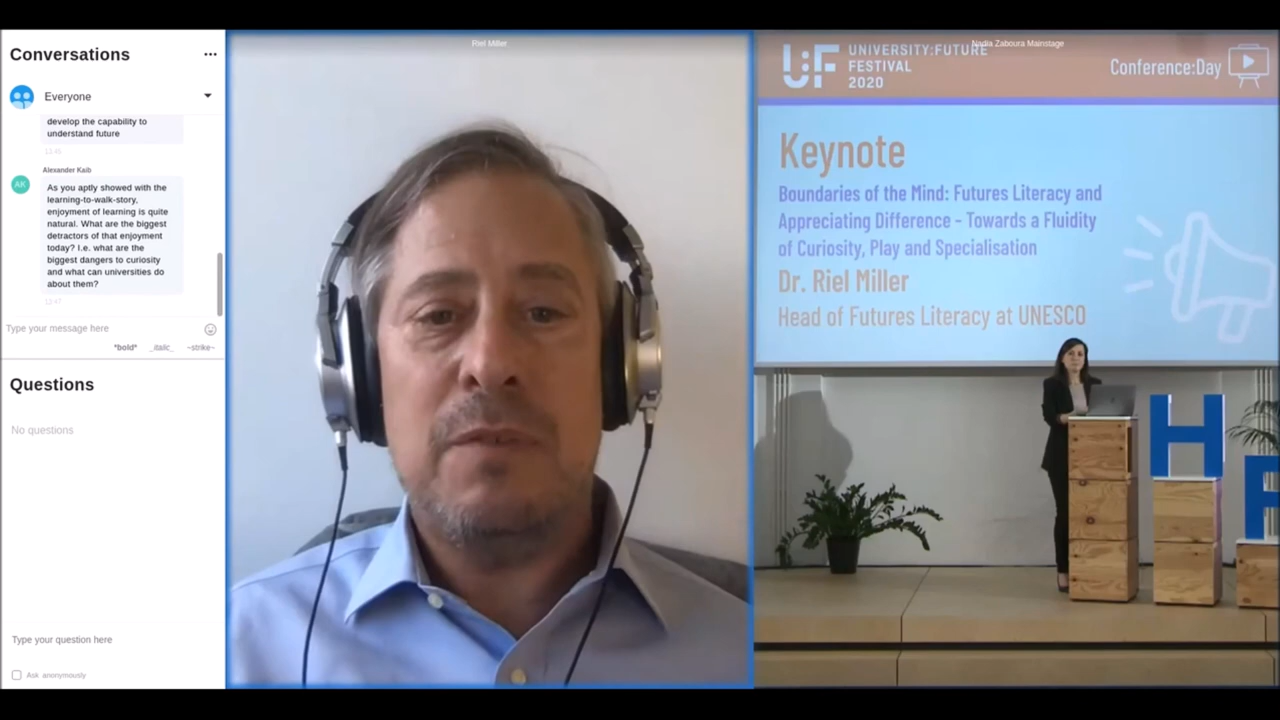 Conversations
Everyone
develop the capability to
understand future
Alexander Kaib
AK
As you aptly showed with the
learning-to-walk-story,
enjoyment of learning is quite
natural. What are the biggest
detractors of that enjoyment
today? I.e. what are the
biggest dangers to curiosity
and what can universities do
about them?
12:47
Type your message here
*bold* _italic_ ~strike~
Questions
No questions
Type your question here
Ask anonymously
Riel Miller
Nadia Zaboura Mainstage
U:F
UNIVERSITY:FUTURE
FESTIVAL
2020
Conference:Day
Keynote
Boundaries of the Mind: Futures Literacy and
Appreciating Difference - Towards a Fluidity
of Curiosity, Play and Specialisation
Dr. Riel Miller
Head of Futures Literacy at UNESCO
H